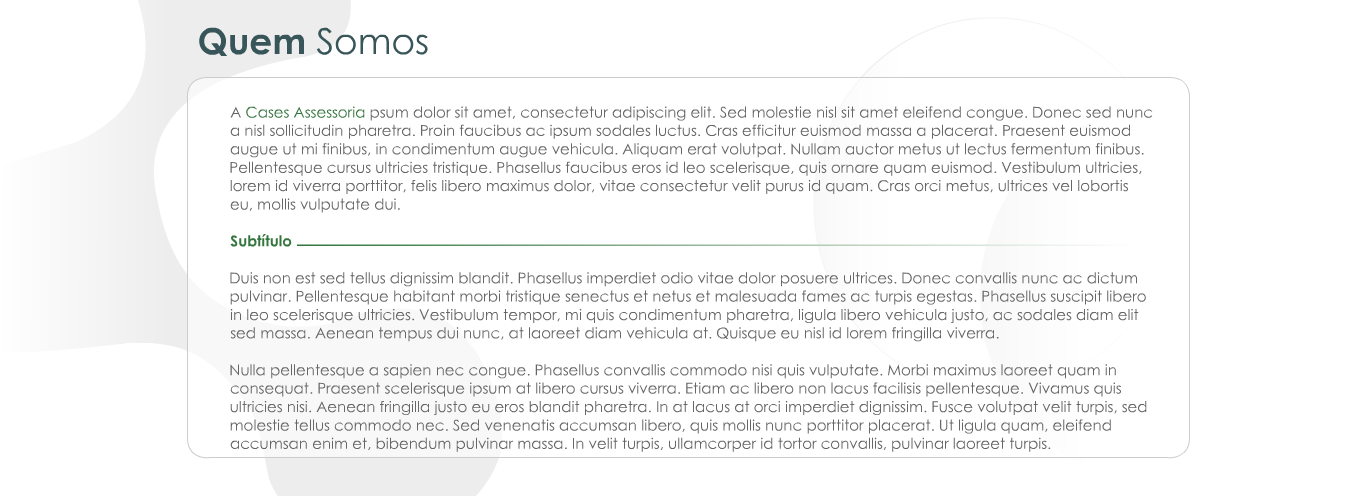 Quem Somos
A Cases Assessoria psum dolor sit amet, consectetur adipiscing elit. Sed molestie nisl sit amet eleifend congue. Donec sed nunc
a nisl sollicitudin pharetra. Proin faucibus ac ipsum sodales luctus. Cras efficitur euismod massa a placerat. Praesent euismod
augue ut mi finibus, in condimentum augue vehicula. Aliquam erat volutpat. Nullam auctor metus ut lectus fermentum finibus.
Pellentesque cursus ultricies tristique. Phasellus faucibus eros id leo scelerisque, quis ornare quam euismod. Vestibulum ultricies,
lorem id viverra porttitor, felis libero maximus dolor, vitae consectetur velit purus id quam. Cras orci metus, ultrices vel lobortis
eu, mollis vulputate dui.
Subtítulo
Duis non est sed tellus dignissim blandit. Phasellus imperdiet odio vitae dolor posuere ultrices. Donec convallis nunc ac dictum
pulvinar. Pellentesque habitant morbi tristique senectus et netus et malesuada fames ac turpis egestas. Phasellus suscipit libero
in leo scelerisque ultricies. Vestibulum tempor, mi quis condimentum pharetra, ligula libero vehicula justo, ac sodales diam elit
sed massa. Aenean tempus dui nunc, at laoreet diam vehicula at. Quisque eu nisl id lorem fringilla viverra.
Nulla pellentesque a sapien nec congue. Phasellus convallis commodo nisi quis vulputate. Morbi maximus laoreet quam in
consequat. Praesent scelerisque ipsum at libero cursus viverra. Etiam ac libero non lacus facilisis pellentesque. Vivamus quis
ultricies nisi. Aenean fringilla justo eu eros blandit pharetra. In at lacus at orci imperdiet dignissim. Fusce volutpat velit turpis, sed
molestie tellus commodo nec. Sed venenatis accumsan libero, quis mollis nunc porttitor placerat. Ut ligula quam, eleifend
accumsan enim et, bibendum pulvinar massa. In velit turpis, ullamcorper id tortor convallis, pulvinar laoreet turpis.